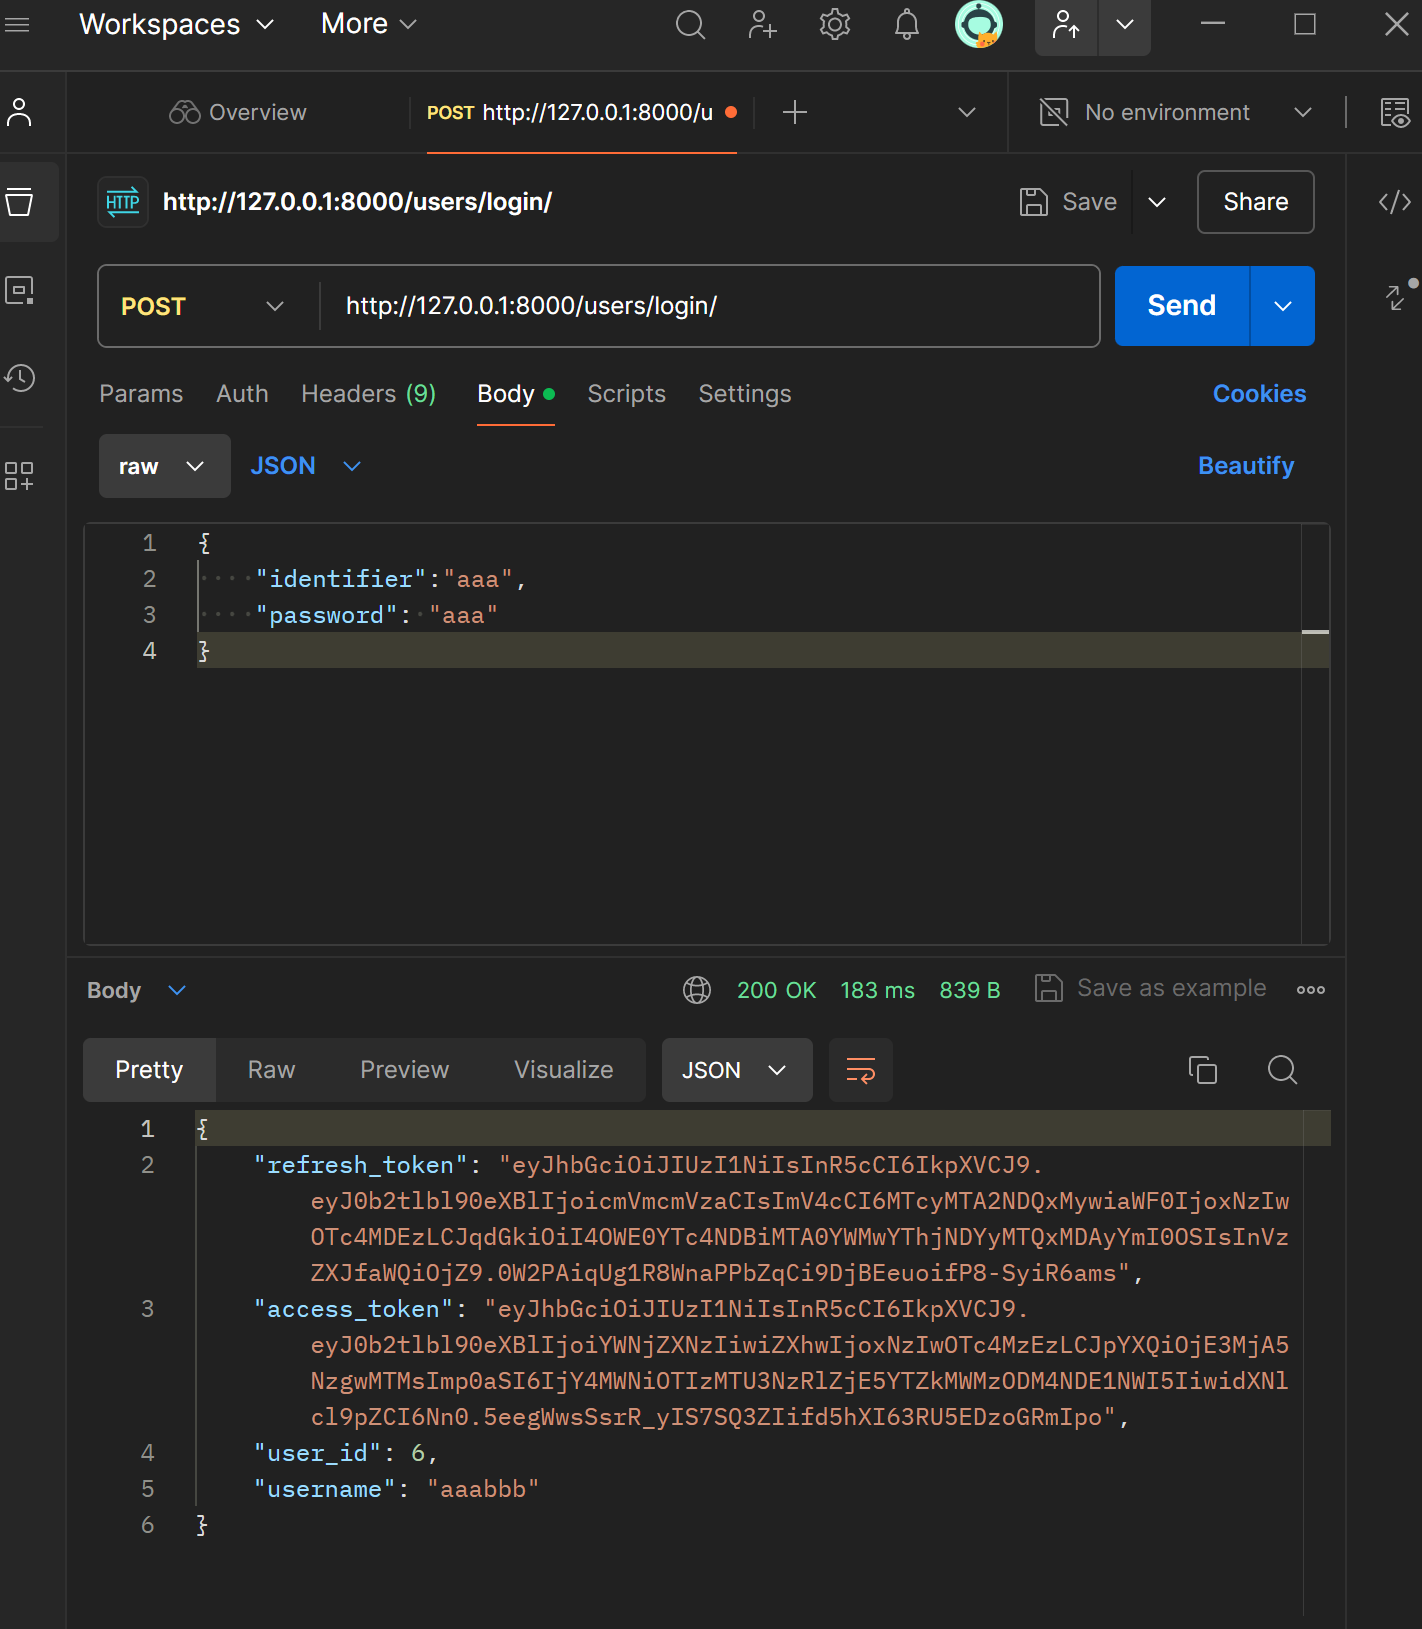 Workspaces More
Overview POST http://127.0.0.1:8000/u No environment
HTTP http://127.0.0.1:8000/users/login/ Save Share
POST http://127.0.0.1:8000/users/login/ Send
Params Auth Headers (9) Body Scripts Settings Cookies
raw JSON Beautify
1 {
2 "identifier":"aaa",
3 "password": "aaa"
4 }
Body 200 OK 183 ms 839 B Save as example
Pretty Raw Preview Visualize JSON
1 {
2 "refresh_token": "eyJhbGciOiJIUzI1NiIsInR5cCI6IkpXVCJ9.
eyJ0b2tlbl90eXBlIjoicmVmcmVzaCIsImV4cCI6MTcyMTA2NDQxMywiaWF0IjoxNzIw
OTc4MDEzLCJqdGkiOiI4OWE0YTc4NDBiMTA0YWMwYThjNDYyMTQxMDAyYmI0OSIsInVz
ZXJfaWQiOjZ9.0W2PAiqUg1R8WnaPPbZqCi9DjBEeuoifP8-SyiR6ams",
3 "access_token": "eyJhbGciOiJIUzI1NiIsInR5cCI6IkpXVCJ9.
eyJ0b2tlbl90eXBlIjoiYWNjZXNzIiwiZXhwIjoxNzIwOTc4MzEzLCJpYXQiOjE3MjA5
NzgwMTMsImp0aSI6IjY4MWNiOTIzMTU3NzRlZjE5YTZkMWMzODM4NDE1NWI5IiwidXNl
cl9pZCI6Nn0.5eegWwsSsrR_yIS7SQ3ZIifd5hXI63RU5EDzoGRmIpo",
4 "user_id": 6,
5 "username": "aaabbb"
6 }